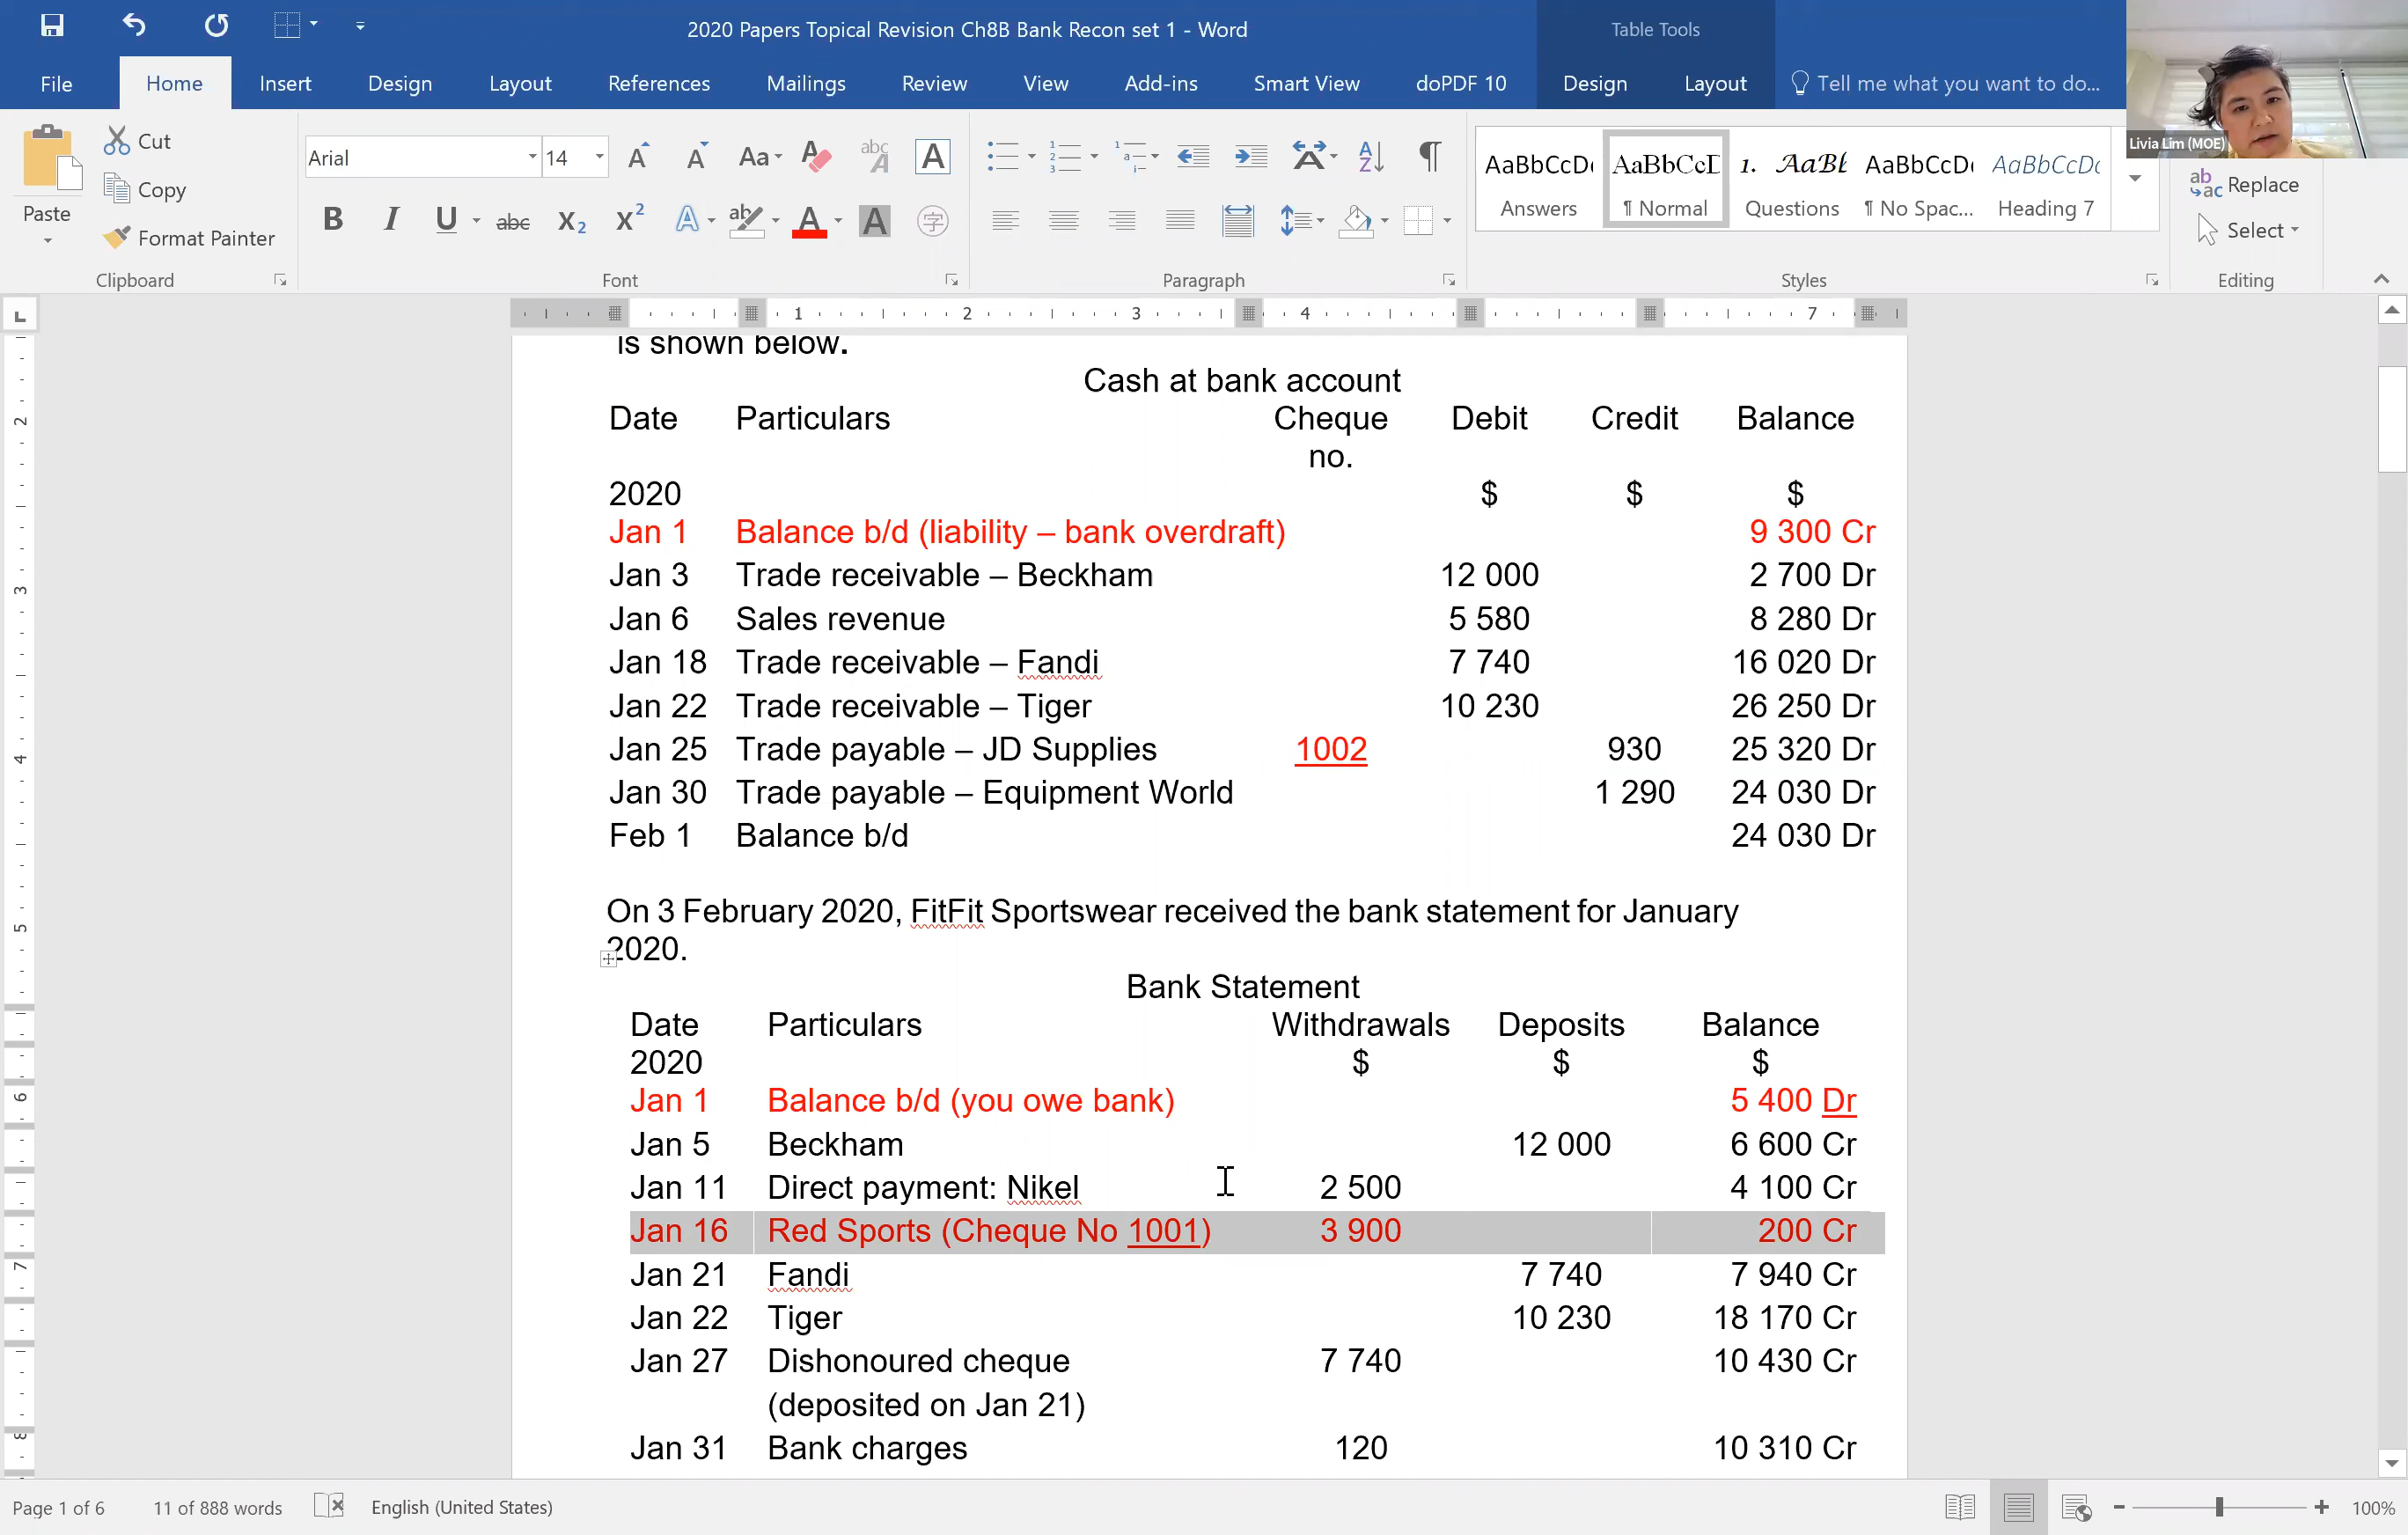 2020 Papers Topical Revision Ch8B Bank Recon set 1 - Word
Table Tools
File Home Insert Design Layout References Mailings Review View Add-ins Smart View doPDF 10 Design Layout Tell me what you want to do...
Livia Lim (MOE)
Paste
Cut
Copy
Format Painter
Clipboard
Arial 14
Font
Paragraph
AaBbCcD AaBbCcD 1. AaBb AaBbCcD AaBbCcDc
Answers ¶ Normal Questions ¶ No Spac... Heading 7
Styles
Replace
Select
Editing
1 2 3 4 7
is shown below.
Cash at bank account
Date Particulars Cheque no. Debit Credit Balance
2020 $ $ $
Jan 1 Balance b/d (liability – bank overdraft) 9 300 Cr
Jan 3 Trade receivable – Beckham 12 000 2 700 Dr
Jan 6 Sales revenue 5 580 8 280 Dr
Jan 18 Trade receivable – Fandi 7 740 16 020 Dr
Jan 22 Trade receivable – Tiger 10 230 26 250 Dr
Jan 25 Trade payable – JD Supplies 1002 930 25 320 Dr
Jan 30 Trade payable – Equipment World 1 290 24 030 Dr
Feb 1 Balance b/d 24 030 Dr
On 3 February 2020, FitFit Sportswear received the bank statement for January
2020.
Bank Statement
Date Particulars Withdrawals Deposits Balance
2020 $ $ $
Jan 1 Balance b/d (you owe bank) 5 400 Dr
Jan 5 Beckham 12 000 6 600 Cr
Jan 11 Direct payment: Nikel 2 500 4 100 Cr
Jan 16 Red Sports (Cheque No 1001) 3 900 200 Cr
Jan 21 Fandi 7 740 7 940 Cr
Jan 22 Tiger 10 230 18 170 Cr
Jan 27 Dishonoured cheque 7 740 10 430 Cr
(deposited on Jan 21)
Jan 31 Bank charges 120 10 310 Cr
Page 1 of 6 11 of 888 words English (United States) 100%